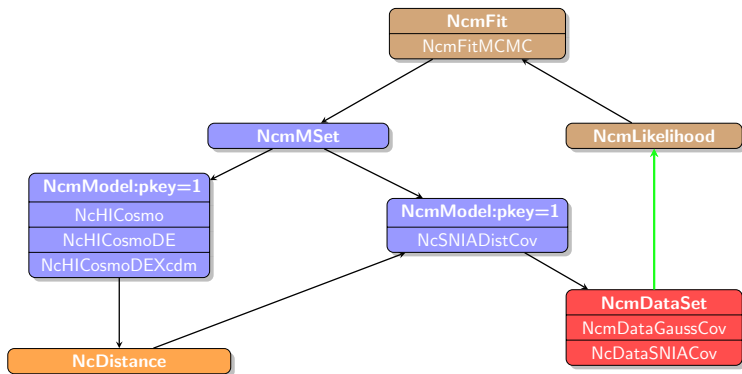 NcmFit
NcmFitMCMC
NcmMSet
NcmLikelihood
NcmModel:pkey=1
NcHICosmo
NcHICosmoDE
NcHICosmoDEXcdm
NcmModel:pkey=1
NcSNIADistCov
NcmDataSet
NcmDataGaussCov
NcDataSNIACov
NcDistance